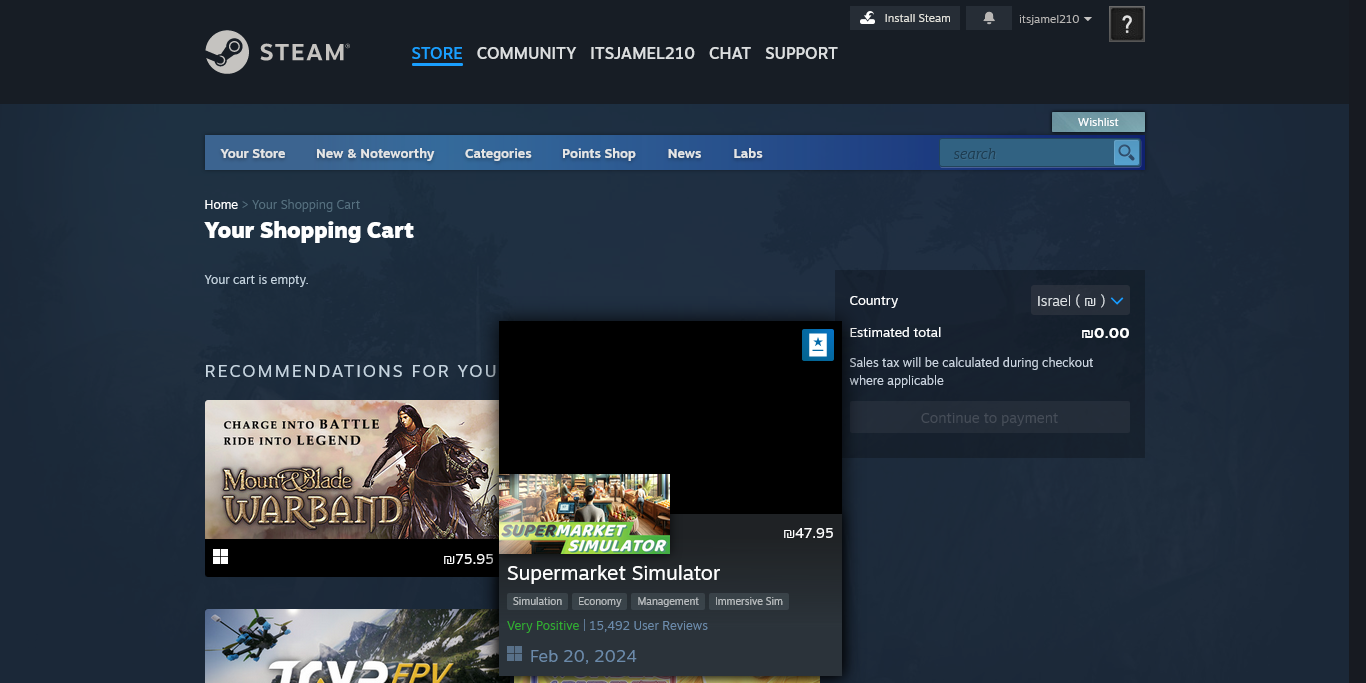 Install Steam
itsjamel210
?
STEAM®
STORE COMMUNITY ITSJAMEL210 CHAT SUPPORT
Wishlist
Your Store New & Noteworthy Categories Points Shop News Labs
search
Home > Your Shopping Cart
Your Shopping Cart
Your cart is empty.
Country
Israel ( ₪ )
Estimated total
₪0.00
Sales tax will be calculated during checkout
where applicable
Continue to payment
RECOMMENDATIONS FOR YOU
CHARGE INTO BATTLE
RIDE INTO LEGEND
Mount&Blade
WARBAND
₪75.95
SUPERMARKET
SIMULATOR
₪47.95
Supermarket Simulator
Simulation Economy Management Immersive Sim
Very Positive | 15,492 User Reviews
Feb 20, 2024
FPV